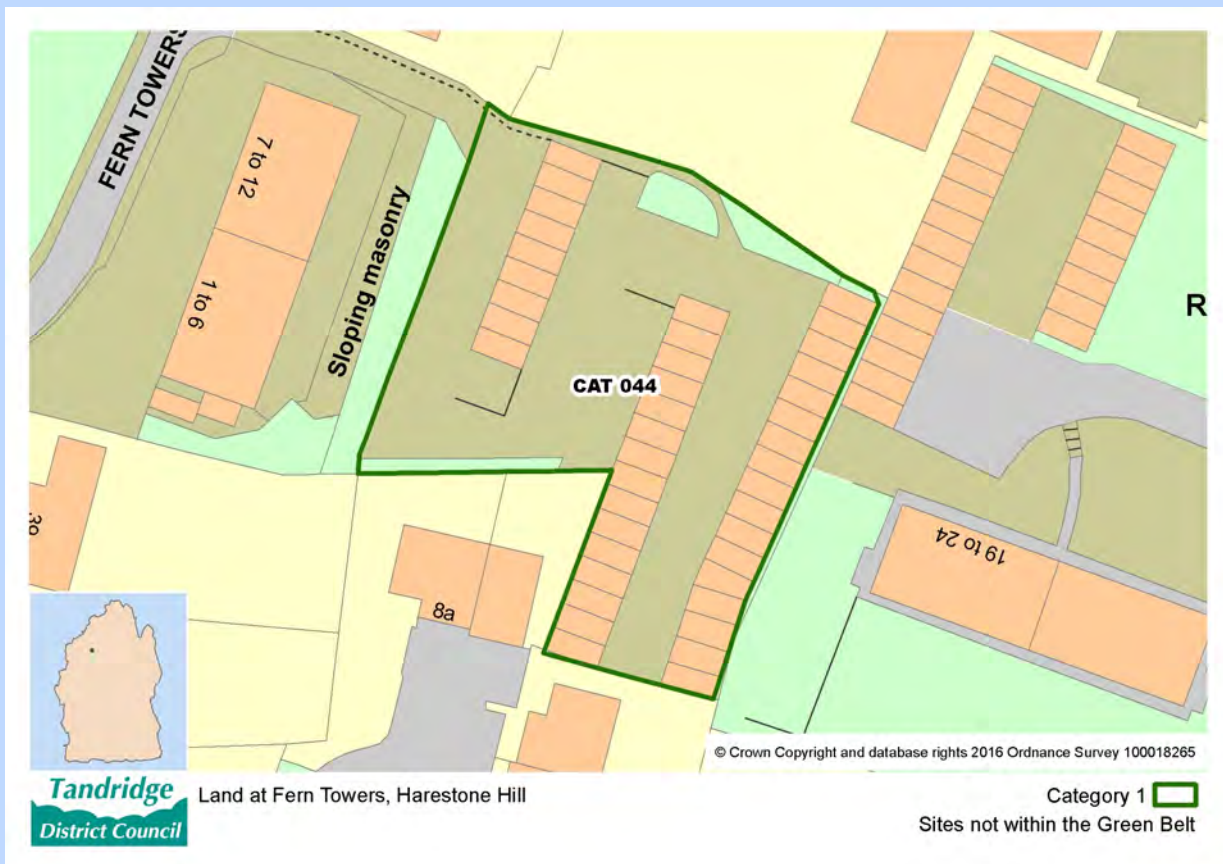 FERN TOWERS
7 to 12
1 to 6
Sloping masonry
CAT 044
R
19 to 24
8a
© Crown Copyright and database rights 2016 Ordnance Survey 100018265
Tandridge
District Council
Land at Fern Towers, Harestone Hill
Category 1
Sites not within the Green Belt